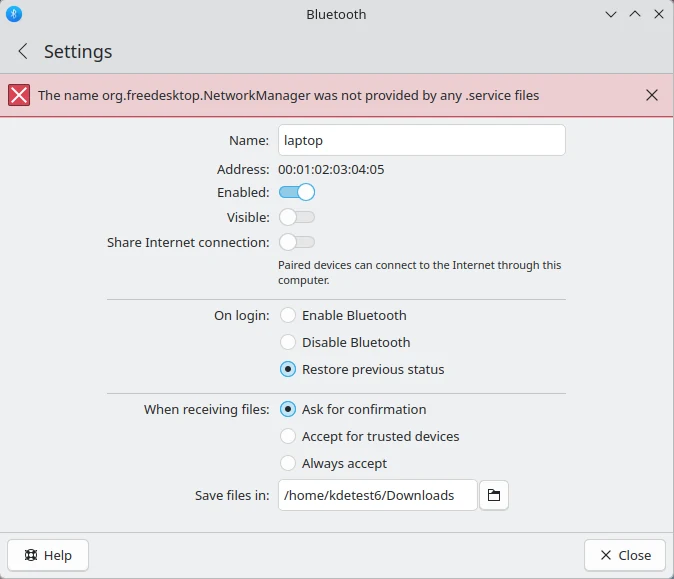 Bluetooth
Settings
The name org.freedesktop.NetworkManager was not provided by any .service files
Name: laptop
Address: 00:01:02:03:04:05
Enabled:
Visible:
Share Internet connection:
Paired devices can connect to the Internet through this
computer.
On login: Enable Bluetooth
Disable Bluetooth
Restore previous status
When receiving files: Ask for confirmation
Accept for trusted devices
Always accept
Save files in: /home/kdetest6/Downloads
Help Close